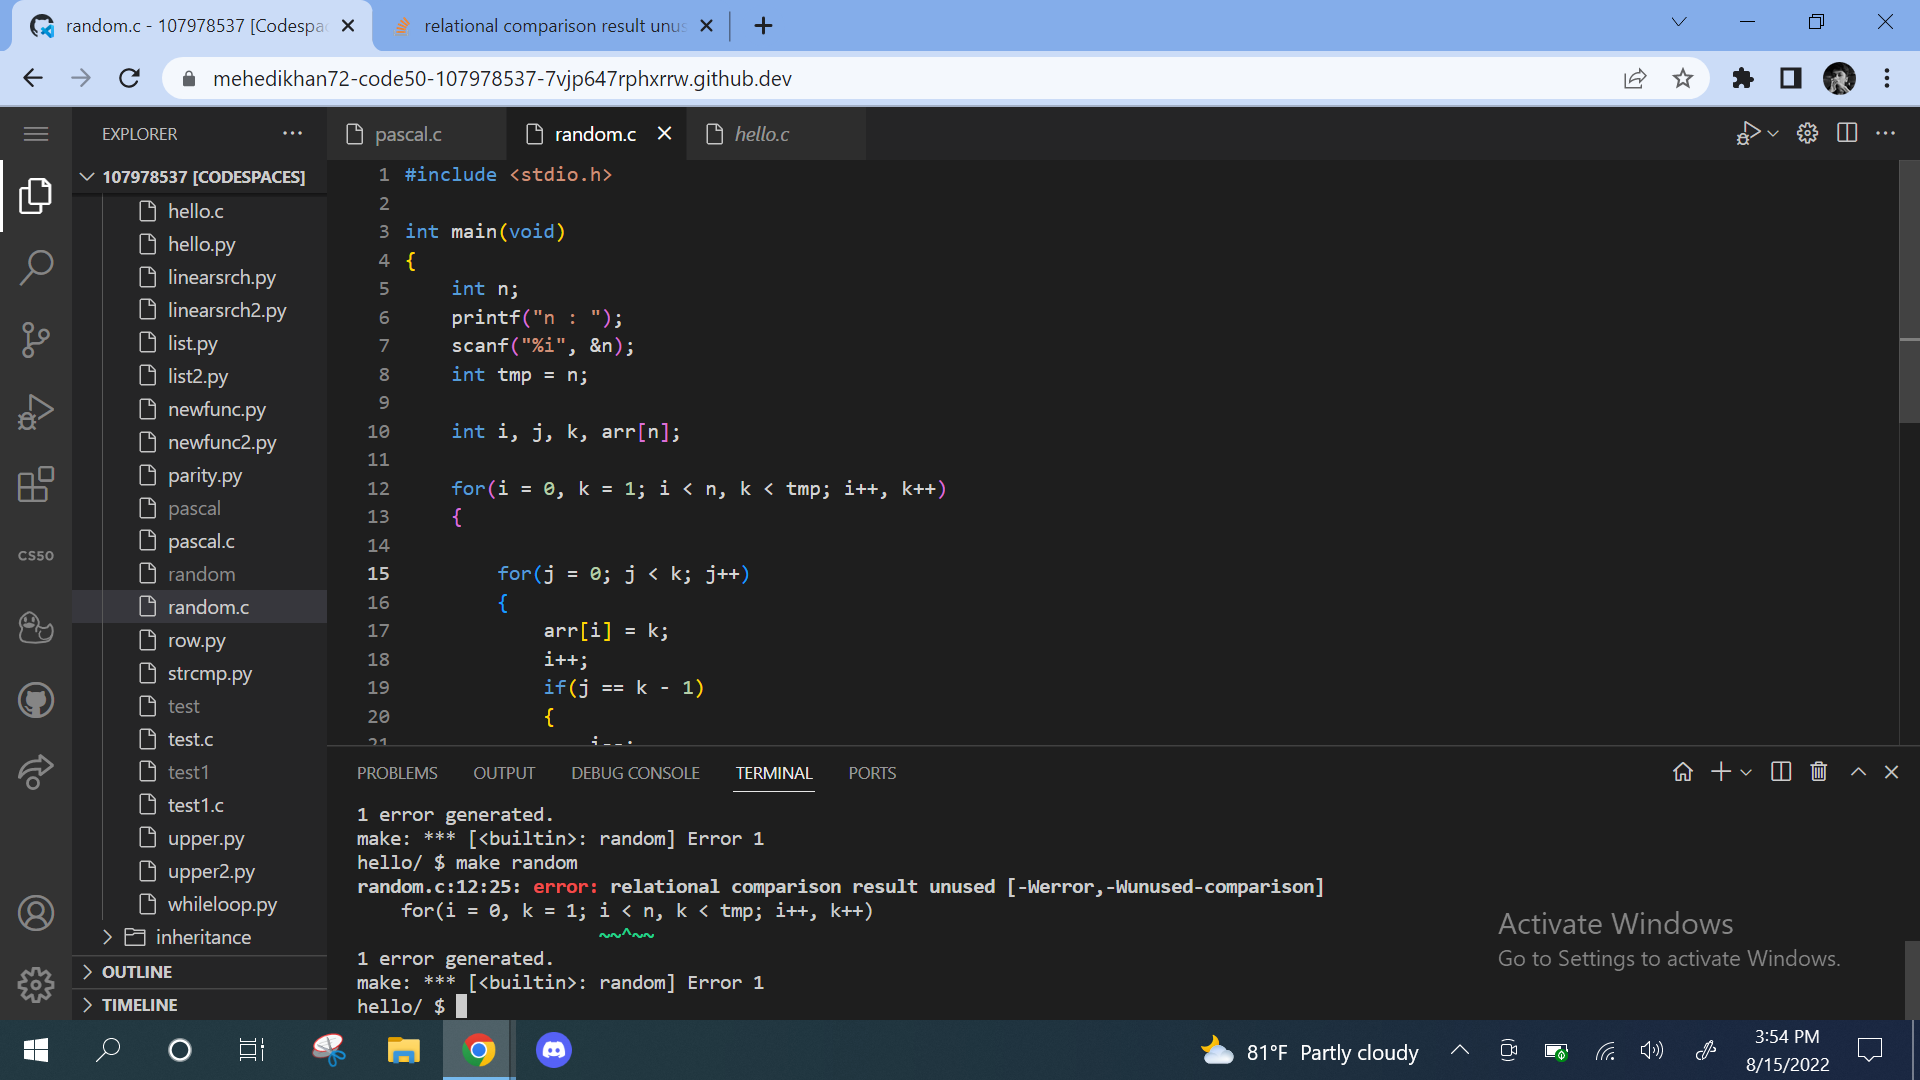 random.c - 107978537 [Codespa
relational comparison result unus
mehedikhan72-code50-107978537-7vjp647rphxrrw.github.dev
EXPLORER
107978537 [CODESPACES]
hello.c
hello.py
linearsrch.py
linearsrch2.py
list.py
list2.py
newfunc.py
newfunc2.py
parity.py
pascal
pascal.c
random
random.c
row.py
strcmp.py
test
test.c
test1
test1.c
upper.py
upper2.py
whileloop.py
inheritance
OUTLINE
TIMELINE
CS50
pascal.c
random.c
hello.c
1 #include <stdio.h>
2
3 int main(void)
4 {
5 int n;
6 printf("n : ");
7 scanf("%i", &n);
8 int tmp = n;
9
10 int i, j, k, arr[n];
11
12 for(i = 0, k = 1; i < n, k < tmp; i++, k++)
13 {
14
15 for(j = 0; j < k; j++)
16 {
17 arr[i] = k;
18 i++;
19 if(j == k - 1)
20 {
21 i--;
PROBLEMS OUTPUT DEBUG CONSOLE TERMINAL PORTS
1 error generated.
make: *** [<builtin>: random] Error 1
hello/ $ make random
random.c:12:25: error: relational comparison result unused [-Werror,-Wunused-comparison]
for(i = 0, k = 1; i < n, k < tmp; i++, k++)
~~^~~
1 error generated.
make: *** [<builtin>: random] Error 1
hello/ $
Activate Windows
Go to Settings to activate Windows.
81°F Partly cloudy
3:54 PM
8/15/2022